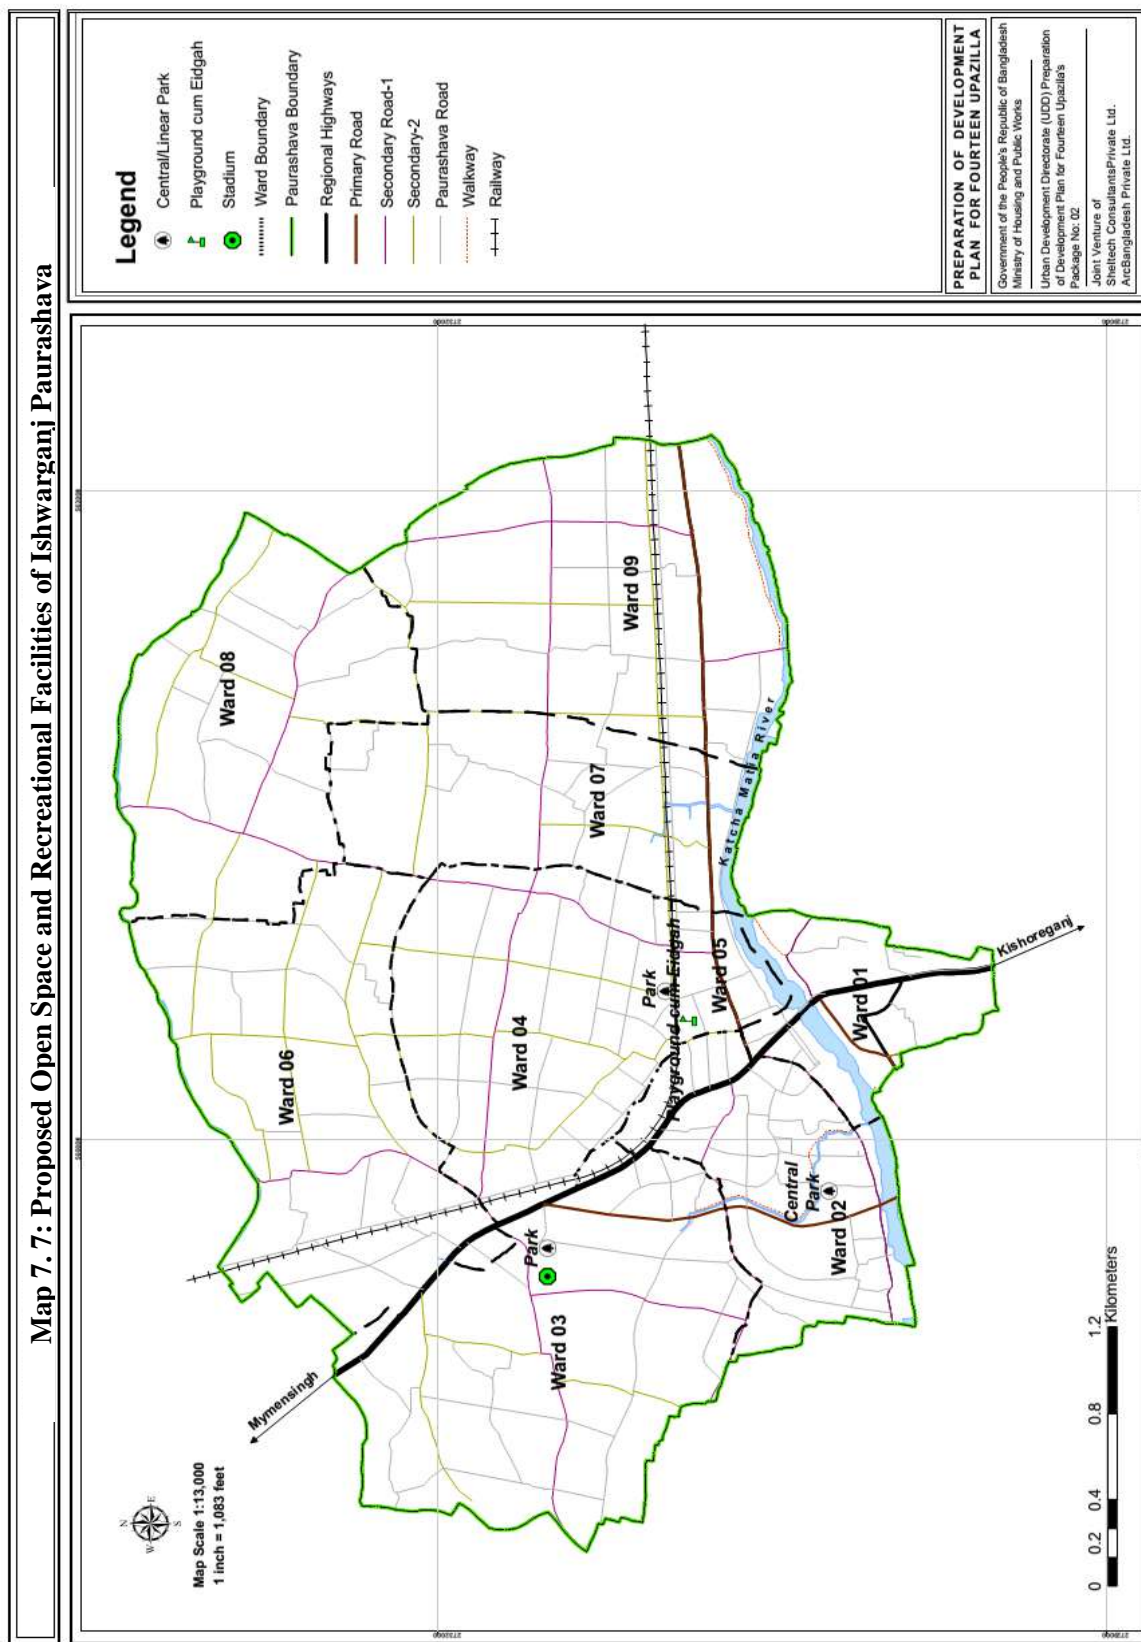 Map 7. 7: Proposed Open Space and Recreational Facilities of Ishwarganj Paurashava
N
W
E
S
Map Scale 1:13,000
1 inch = 1,083 feet
Mymensingh
Ward 08
Ward 06
Ward 09
Ward 07
Ward 04
Park
Playground cum Eidgah
Ward 05
Katcha Matia River
Park
Ward 03
Central
Park
Ward 02
Ward 01
Kishoreganj
0 0.2 0.4 0.8 1.2
Kilometers
Legend
Central/Linear Park
Playground cum Eidgah
Stadium
Ward Boundary
Paurashava Boundary
Regional Highways
Primary Road
Secondary Road-1
Secondary-2
Paurashava Road
Walkway
Railway
PREPARATION OF DEVELOPMENT
PLAN FOR FOURTEEN UPAZILLA
Government of the People's Republic of Bangladesh
Ministry of Housing and Public Works
Urban Development Directorate (UDD) Preparation
of Development Plan for Fourteen Upazila's
Package No: 02
Joint Venture of
Sheltech ConsultantsPrivate Ltd.
ArcBangladesh Private Ltd.